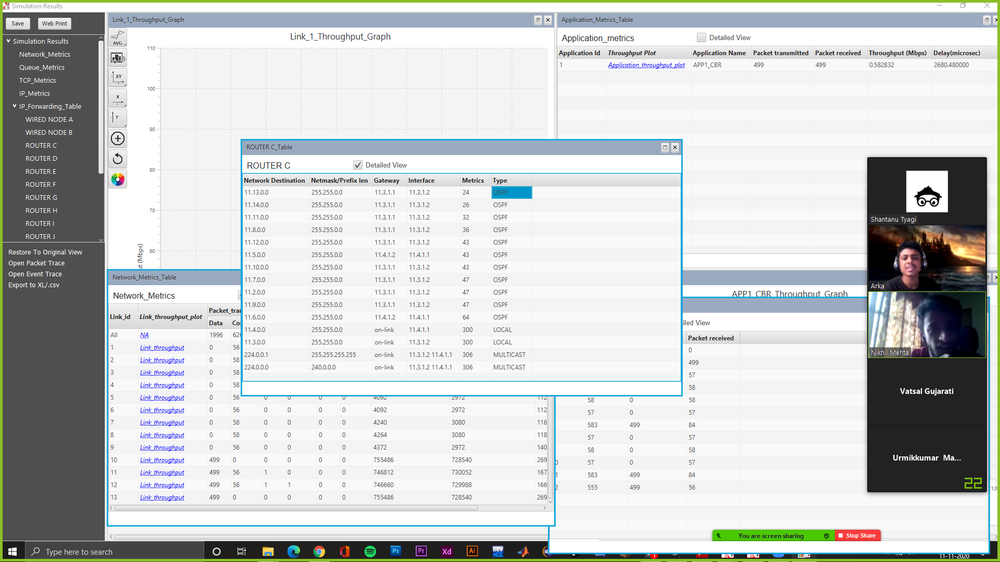 Simulation Results
Save
Web Print
Simulation Results
Network_Metrics
Queue_Metrics
TCP_Metrics
IP_Metrics
IP_Forwarding_Table
WIRED NODE A
WIRED NODE B
ROUTER C
ROUTER D
ROUTER E
ROUTER F
ROUTER G
ROUTER H
ROUTER I
ROUTER J
Restore To Original View
Open Packet Trace
Open Event Trace
Export to XL/.csv
Link_1_Throughput_Graph
Link_1_Throughput_Graph
AVG
XY
X
Y
110
100
90
80
70
60
(Mbps)
Application_Metrics_Table
Application_metrics
Detailed View
Application Id Throughput Plot Application Name Packet transmitted Packet received Throughput (Mbps) Delay(microsec)
1 Application_throughput_plot APP1_CBR 499 499 0.582832 2680.480000
ROUTER C_Table
ROUTER C
Detailed View
Network Destination Netmask/Prefix len Gateway Interface Metrics Type
11.13.0.0 255.255.0.0 11.3.1.1 11.3.1.2 24 OSPF
11.14.0.0 255.255.0.0 11.3.1.1 11.3.1.2 26 OSPF
11.11.0.0 255.255.0.0 11.3.1.1 11.3.1.2 32 OSPF
11.8.0.0 255.255.0.0 11.3.1.1 11.3.1.2 36 OSPF
11.12.0.0 255.255.0.0 11.3.1.1 11.3.1.2 43 OSPF
11.5.0.0 255.255.0.0 11.4.1.2 11.4.1.1 43 OSPF
11.10.0.0 255.255.0.0 11.3.1.1 11.3.1.2 43 OSPF
11.7.0.0 255.255.0.0 11.3.1.1 11.3.1.2 47 OSPF
11.2.0.0 255.255.0.0 11.3.1.1 11.3.1.2 47 OSPF
11.9.0.0 255.255.0.0 11.3.1.1 11.3.1.2 47 OSPF
11.6.0.0 255.255.0.0 11.4.1.2 11.4.1.1 64 OSPF
11.4.0.0 255.255.0.0 on-link 11.4.1.1 300 LOCAL
11.3.0.0 255.255.0.0 on-link 11.3.1.2 300 LOCAL
224.0.0.1 255.255.255.255 on-link 11.3.1.2 11.4.1.1 306 MULTICAST
224.0.0.0 240.0.0.0 on-link 11.3.1.2 11.4.1.1 306 MULTICAST
Network_Metrics_Table
Network_Metrics
Link_id Link_throughput_plot Packet_tra
Data Co
All NA 1996 62
1 Link_throughput 0 56
2 Link_throughput 0 58
3 Link_throughput 0 58
4 Link_throughput 0 58
5 Link_throughput 0 56 0 0 0 0 4092 2972 112
6 Link_throughput 0 56 0 0 0 0 4092 2972 112
7 Link_throughput 0 58 0 0 0 0 4240 3080 116
8 Link_throughput 0 58 0 0 0 0 4264 3080 118
9 Link_throughput 0 56 0 0 0 0 4372 2972 140
10 Link_throughput 499 0 0 0 0 0 755486 728540 269
11 Link_throughput 499 56 1 0 0 0 746812 730052 167
12 Link_throughput 499 56 1 1 0 0 746660 729988 166
13 Link_throughput 499 0 0 0 0 0 755486 728540 269
APP1_CBR_Throughput_Graph
iled View
Packet received
0
499
57
58
58 0 58
57 0 57
583 499 84
57 0 57
58 0 58
0 57 0 57
1 583 499 84
2 555 499 56
1,0
Shantanu Tyagi
Arka
Nikhil Mehta
Vatsal Gujarati
Urmikkumar Ma...
22
You are screen sharing
Stop Share
Type here to search
Ps
Pr
Xd
Ai
DEV
11-11-2020